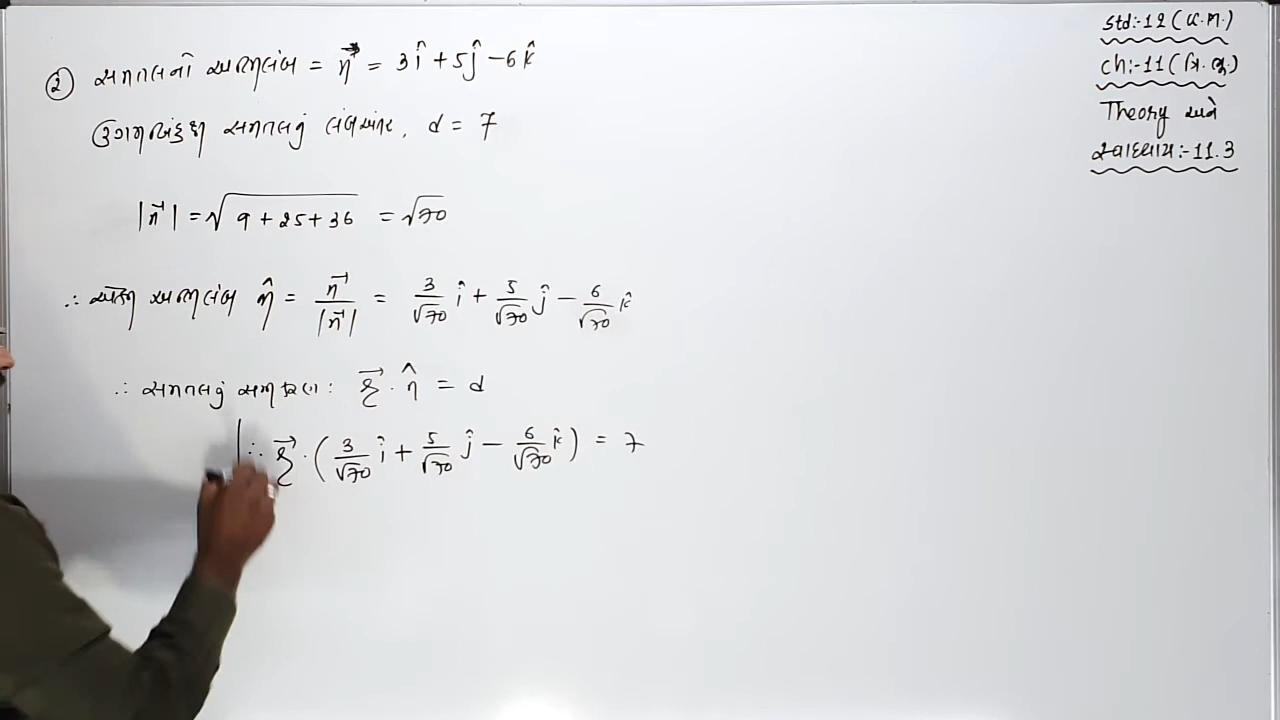 ② સમતલનો અભિલંબ = n⃗ = 3î + 5ĵ − 6k̂
ઉગમબિંદુથી સમતલનું લંબઅંતર, d = 7
|n⃗| = √(9 + 25 + 36) = √70
∴ એકમ અભિલંબ n̂ = n⃗/|n⃗| = 3/√70 î + 5/√70 ĵ − 6/√70 k̂
∴ સમતલનું સમીકરણ: r⃗ · n̂ = d
∴ r⃗ · (3/√70 î + 5/√70 ĵ − 6/√70 k̂) = 7
Std:-12 (G.M.)
Ch:-11 (ત્રિ.ભૂ.)
Theory અને
સ્વાધ્યાય:-11.3